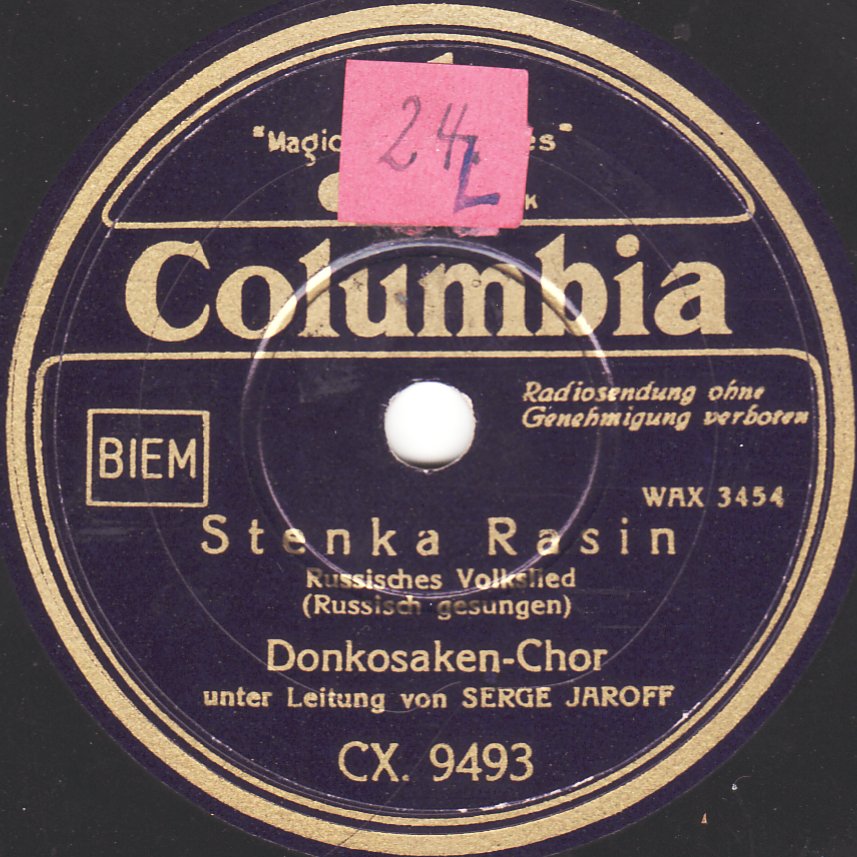 24
L
"Magic es"
K
Columbia
Radiosendung ohne
Genehmigung verboten
BIEM
WAX 3454
Stenka Rasin
Russisches Volkslied
(Russisch gesungen)
Donkosaken-Chor
unter Leitung von SERGE JAROFF
CX. 9493